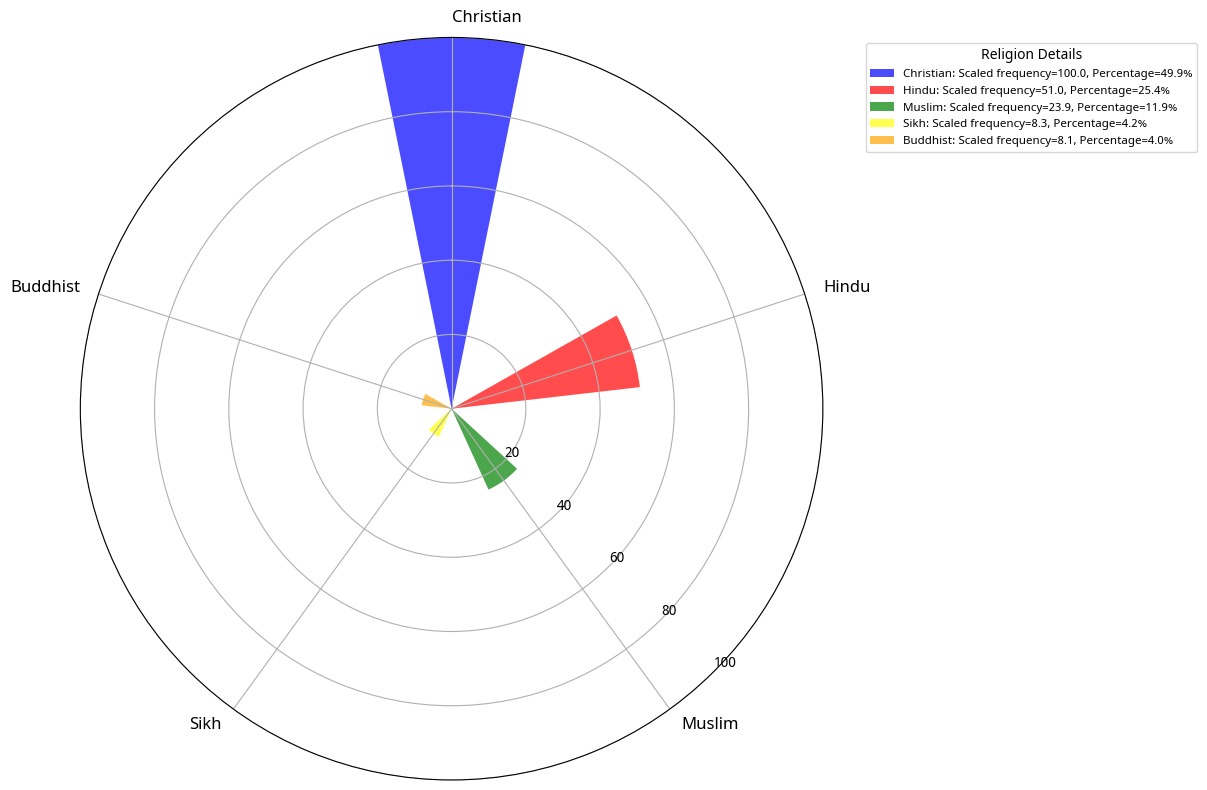 Christian
Religion Details
Christian: Scaled frequency=100.0, Percentage=49.9%
Hindu: Scaled frequency=51.0, Percentage=25.4%
Muslim: Scaled frequency=23.9, Percentage=11.9%
Sikh: Scaled frequency=8.3, Percentage=4.2%
Buddhist: Scaled frequency=8.1, Percentage=4.0%
Buddhist
Hindu
20
40
60
80
100
Sikh
Muslim